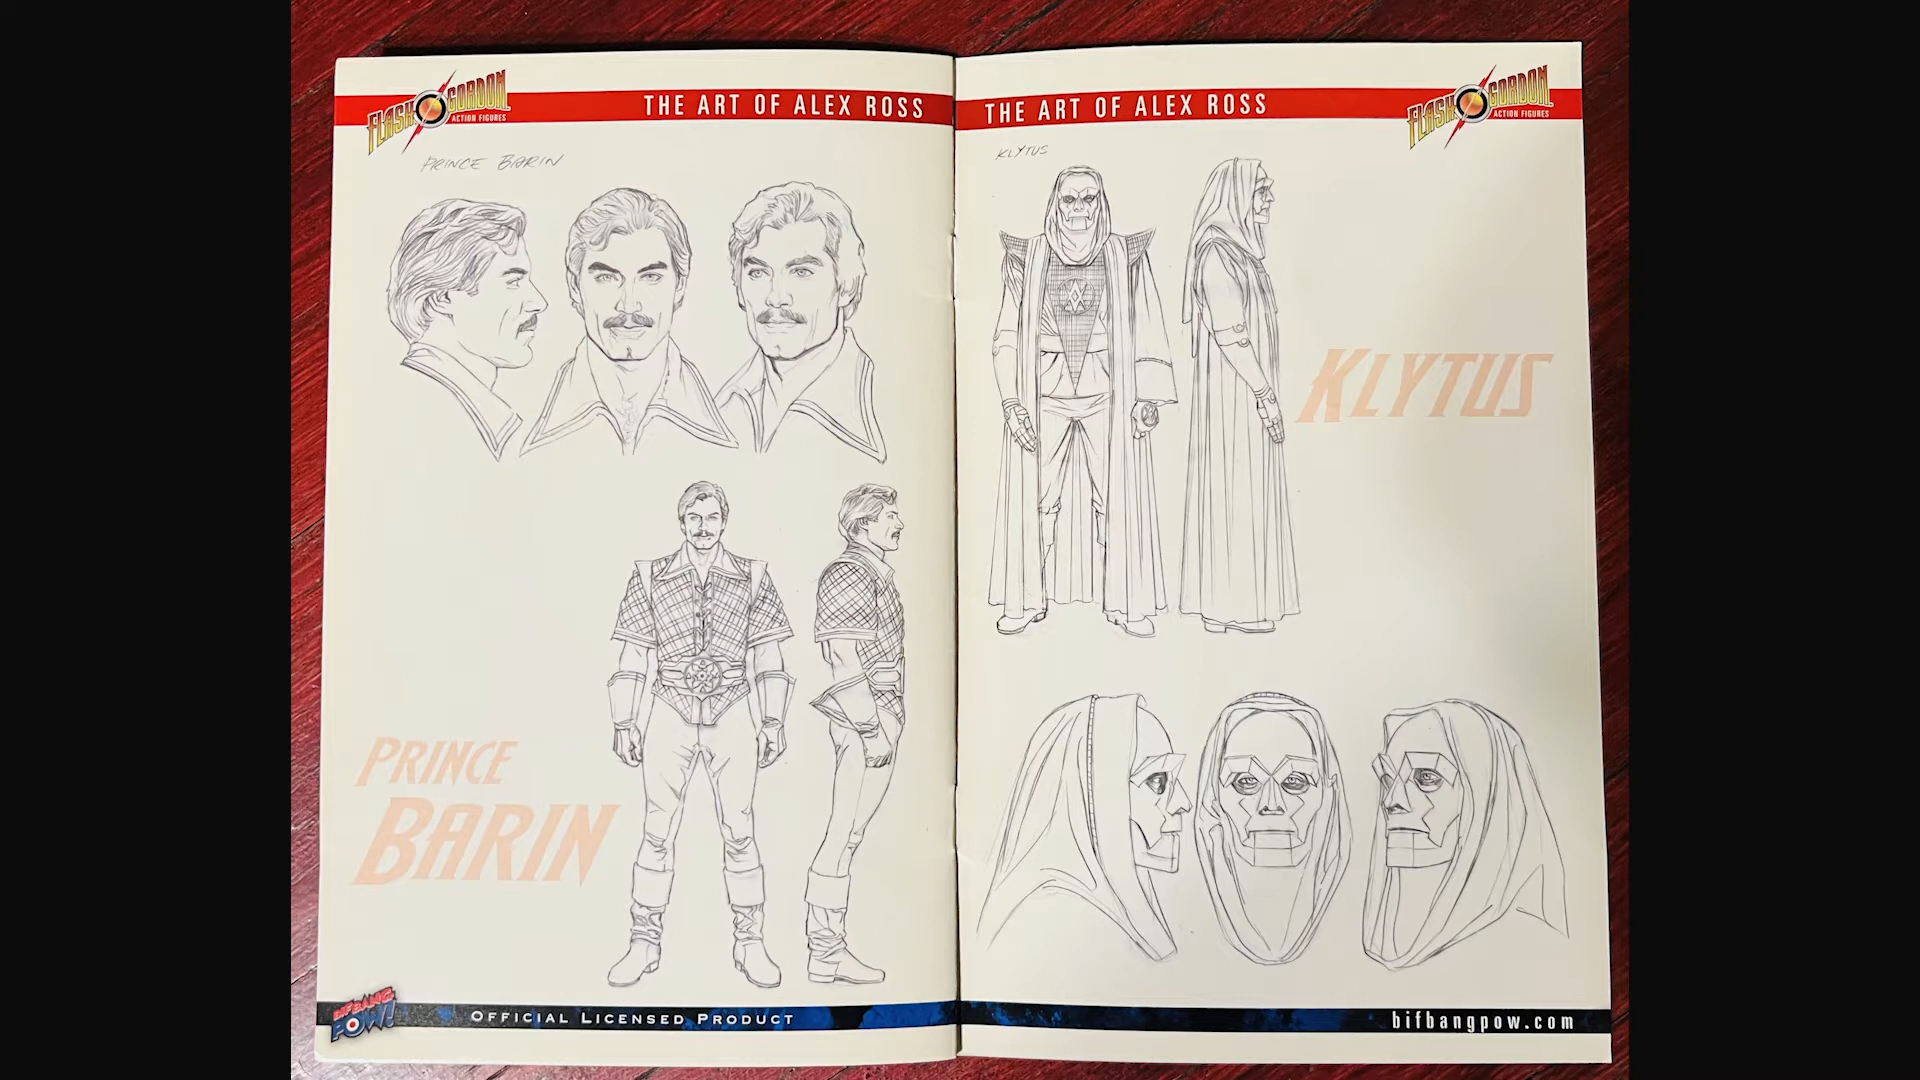 FLASH GORDON
ACTION FIGURES
THE ART OF ALEX ROSS
PRINCE BARIN
PRINCE
BARIN
BIF BANG
POW!
OFFICIAL LICENSED PRODUCT
THE ART OF ALEX ROSS
FLASH GORDON
ACTION FIGURES
KLYTUS
KLYTUS
bifbangpow.com